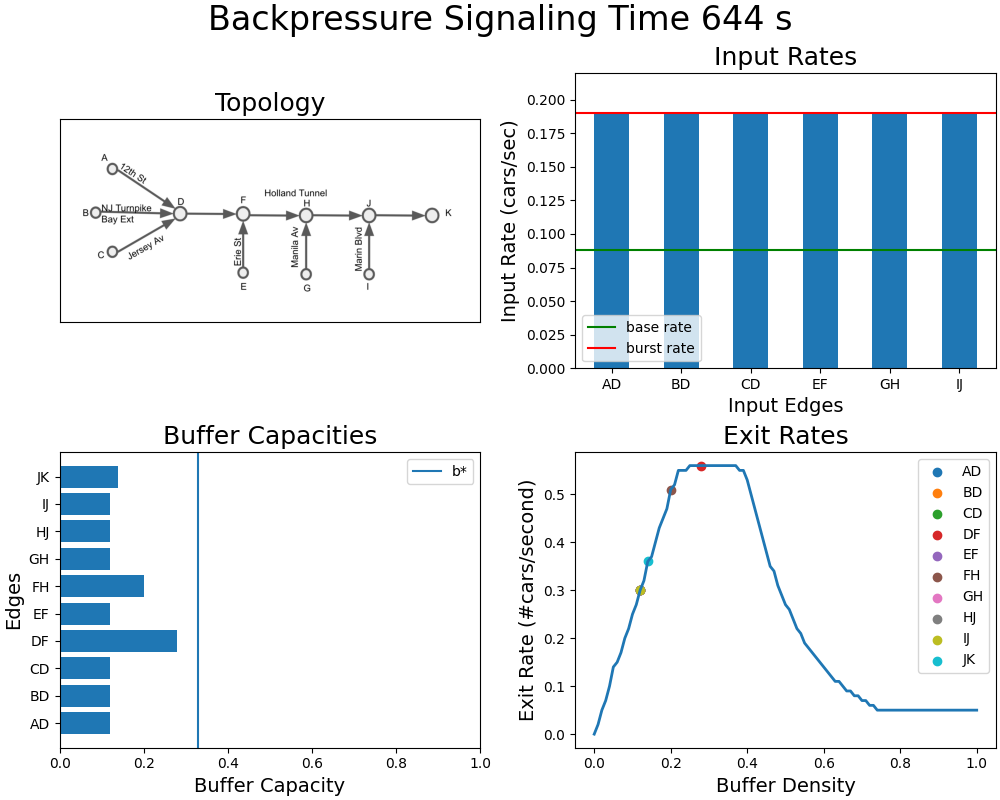 Backpressure Signaling Time 644 s
Topology
A
12th St
B
NJ Turnpike
Bay Ext
C
Jersey Av
D
F
Holland Tunnel
H
J
K
Erie St
Manila Av
Marin Blvd
E
G
I
Input Rates
Input Rate (cars/sec)
0.200
0.175
0.150
0.125
0.100
0.075
0.050
0.025
0.000
base rate
burst rate
AD BD CD EF GH IJ
Input Edges
Buffer Capacities
Edges
JK
IJ
HJ
GH
FH
EF
DF
CD
BD
AD
b*
0.0 0.2 0.4 0.6 0.8 1.0
Buffer Capacity
Exit Rates
Exit Rate (#cars/second)
0.5
0.4
0.3
0.2
0.1
0.0
AD
BD
CD
DF
EF
FH
GH
HJ
IJ
JK
0.0 0.2 0.4 0.6 0.8 1.0
Buffer Density